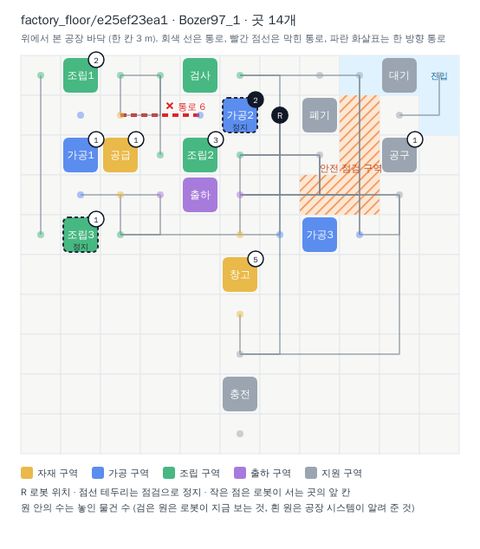 factory_floor/e25ef23ea1 · Bozer97_1 · 곳 14개
위에서 본 공장 바닥 (한 칸 3 m). 회색 선은 통로, 빨간 점선은 막힌 통로, 파란 화살표는 한 방향 통로
조립1
2
검사
대기
진입
✕ 통로 6
가공2
2
정지
R
폐기
가공1
1
공급
1
조립2
3
안전 점검 구역
공구
1
출하
조립3
1
정지
가공3
창고
5
충전
자재 구역
가공 구역
조립 구역
출하 구역
지원 구역
R 로봇 위치 · 점선 테두리는 점검으로 정지 · 작은 점은 로봇이 서는 곳의 앞 칸
원 안의 수는 놓인 물건 수 (검은 원은 로봇이 지금 보는 것, 흰 원은 공장 시스템이 알려 준 것)